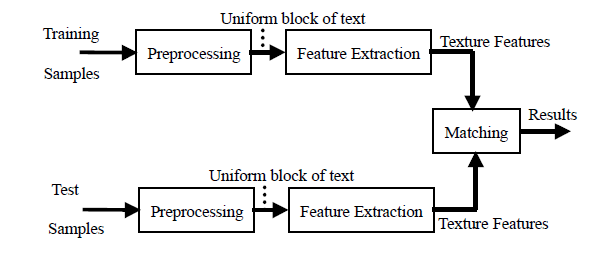 Uniform block of text
Training
Samples
Preprocessing
Feature Extraction
Texture Features
Matching
Results
Uniform block of text
Test
Samples
Preprocessing
Feature Extraction
Texture Features